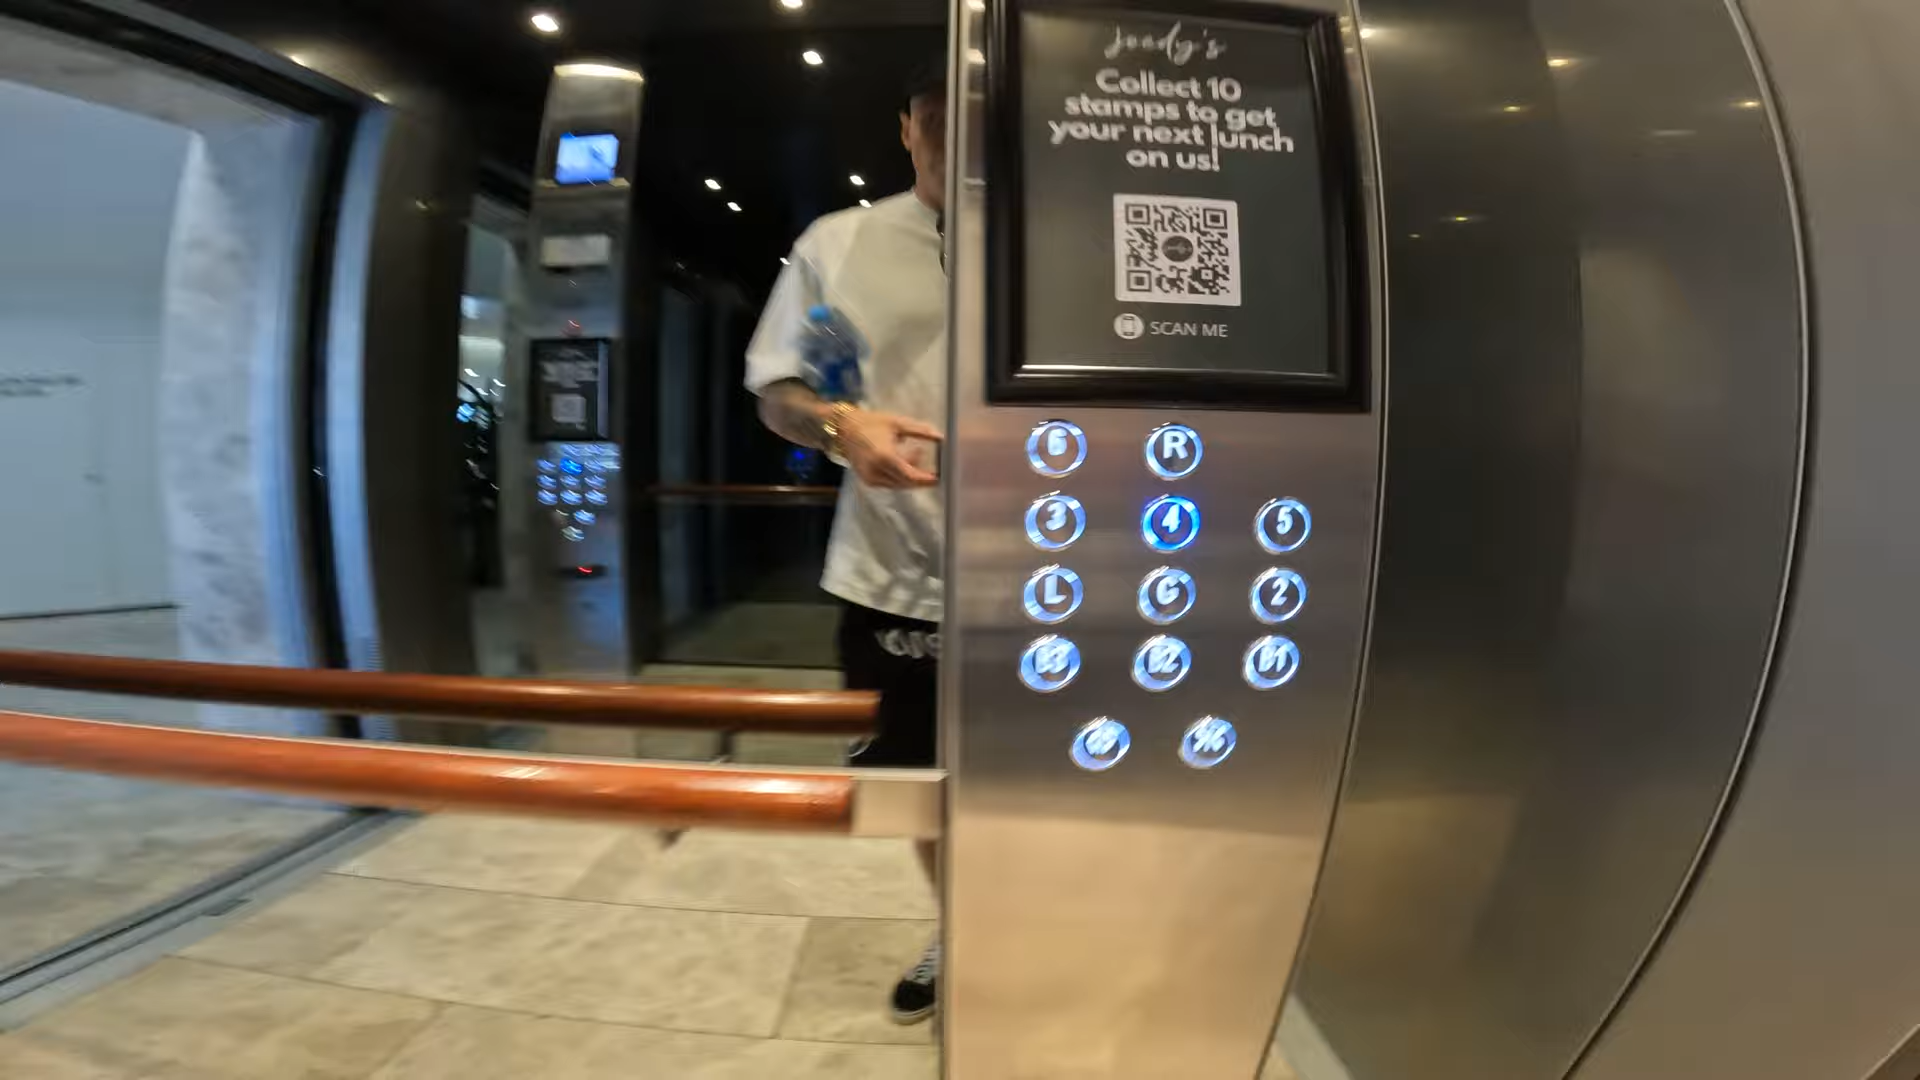 joedy's
Collect 10
stamps to get
your next lunch
on us!
SCAN ME
6 R
3 4 5
L G 2
B3 B2 B1